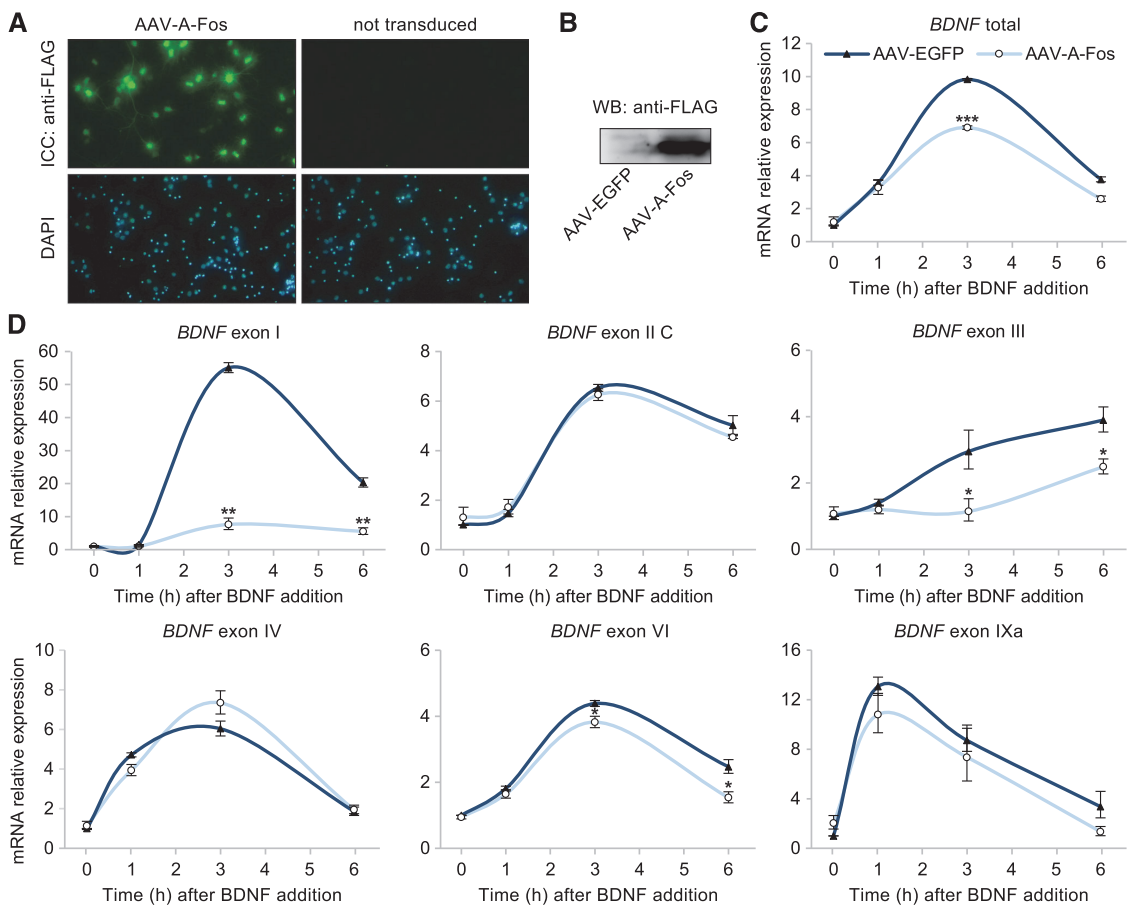 A
AAV-A-Fos
not transduced
ICC: anti-FLAG
DAPI
B
WB: anti-FLAG
AAV-EGFP
AAV-A-Fos
C
BDNF total
AAV-EGFP
AAV-A-Fos
mRNA relative expression
12
10
8
6
4
2
0
***
0 1 2 3 4 5 6
Time (h) after BDNF addition
D
BDNF exon I
mRNA relative expression
60
50
40
30
20
10
0
**
**
0 1 2 3 4 5 6
Time (h) after BDNF addition
BDNF exon II C
8
6
4
2
0
0 1 2 3 4 5 6
Time (h) after BDNF addition
BDNF exon III
6
4
2
0
*
*
0 1 2 3 4 5 6
Time (h) after BDNF addition
BDNF exon IV
mRNA relative expression
10
8
6
4
2
0
0 1 2 3 4 5 6
Time (h) after BDNF addition
BDNF exon VI
6
4
2
0
*
*
0 1 2 3 4 5 6
Time (h) after BDNF addition
BDNF exon IXa
16
12
8
4
0
0 1 2 3 4 5 6
Time (h) after BDNF addition